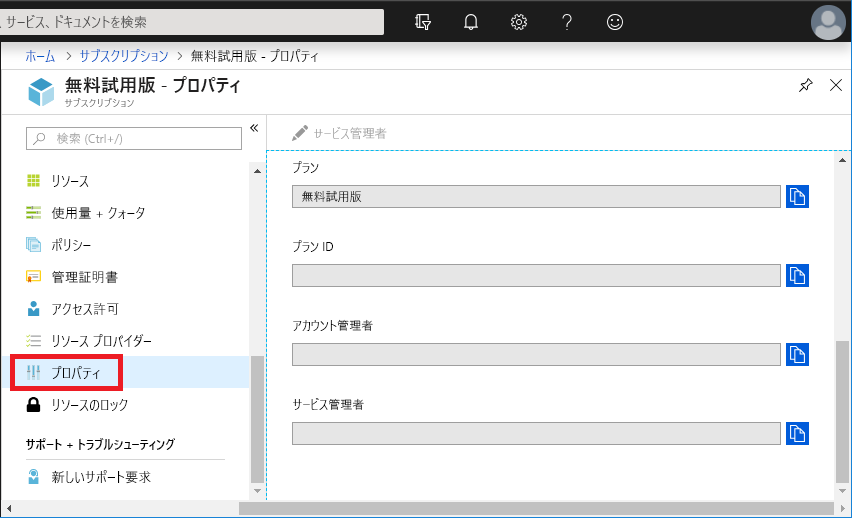 サービス、ドキュメントを検索
ホーム > サブスクリプション > 無料試用版 - プロパティ
無料試用版 - プロパティ
サブスクリプション
検索 (Ctrl+/)
«
リソース
使用量 + クォータ
ポリシー
管理証明書
アクセス許可
リソース プロバイダー
プロパティ
リソースのロック
サポート + トラブルシューティング
新しいサポート要求
サービス管理者
プラン
無料試用版
プラン ID
アカウント管理者
サービス管理者